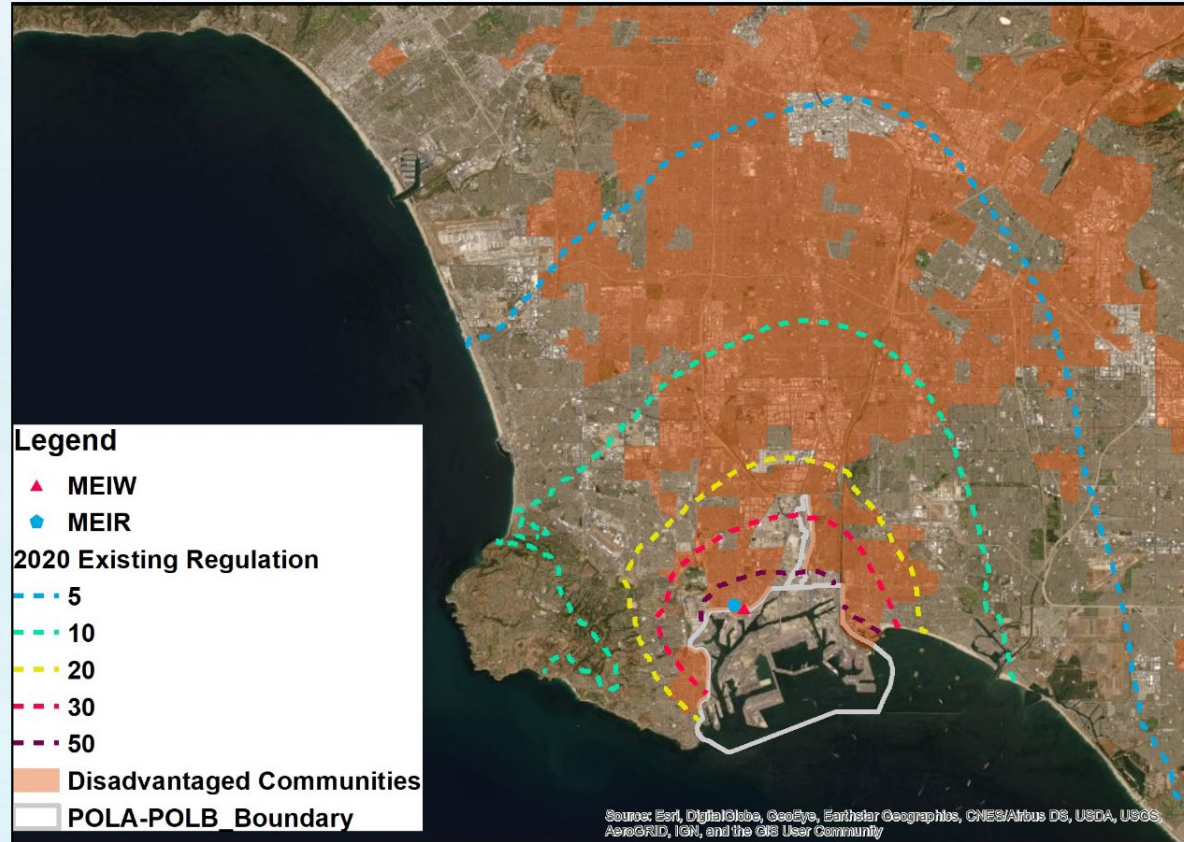 Legend
MEIW
MEIR
2020 Existing Regulation
5
10
20
30
50
Disadvantaged Communities
POLA-POLB_Boundary
Source: Esri, DigitalGlobe, GeoEye, Earthstar Geographics, CNES/Airbus DS, USDA, USGS,
AeroGRID, IGN, and the GIS User Community